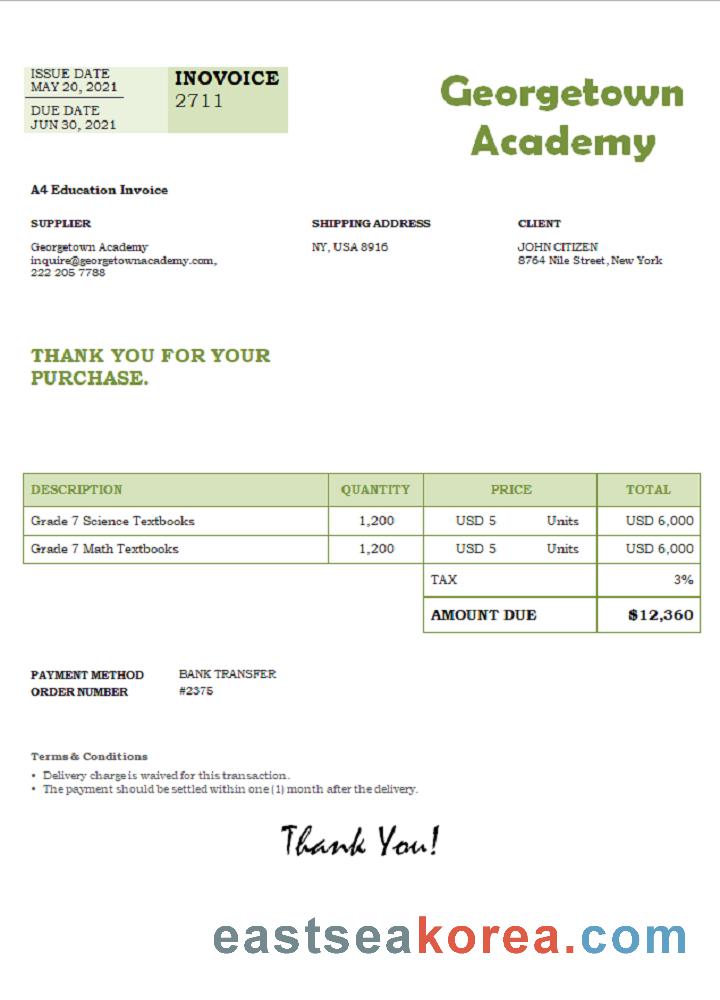 ISSUE DATE
MAY 20, 2021
DUE DATE
JUN 30, 2021
INOVOICE
2711
Georgetown
Academy
A4 Education Invoice
SUPPLIER
Georgetown Academy
inquire@georgetownacademy.com,
222 205 7788
SHIPPING ADDRESS
NY, USA 8916
CLIENT
JOHN CITIZEN
8764 Nile Street, New York
THANK YOU FOR YOUR
PURCHASE.
DESCRIPTION QUANTITY PRICE TOTAL
Grade 7 Science Textbooks 1,200 USD 5 Units USD 6,000
Grade 7 Math Textbooks 1,200 USD 5 Units USD 6,000
TAX 3%
AMOUNT DUE $12,360
PAYMENT METHOD BANK TRANSFER
ORDER NUMBER #2375
Terms & Conditions
• Delivery charge is waived for this transaction.
• The payment should be settled within one (1) month after the delivery.
Thank You!
eastseakorea.com